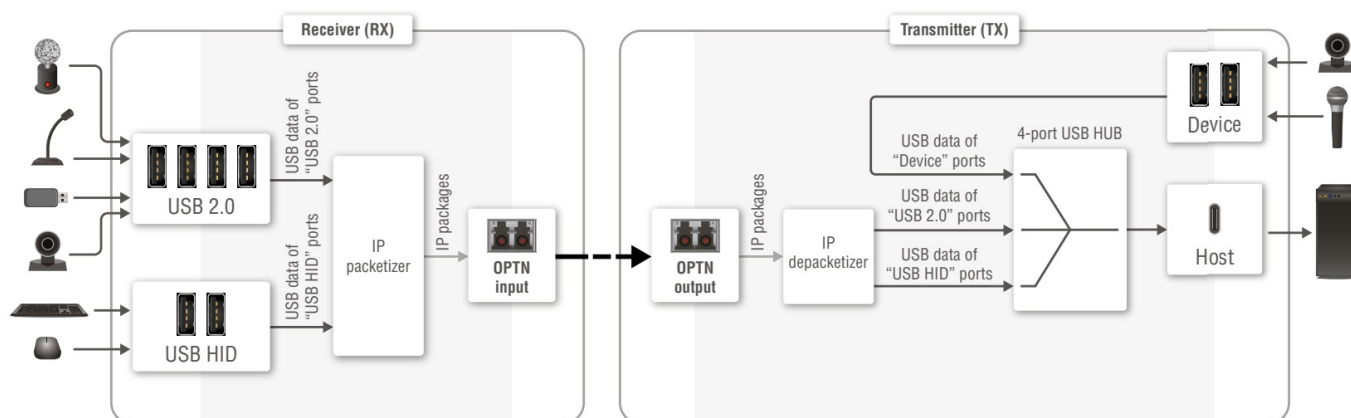 Receiver (RX)
USB 2.0
USB HID
USB data of
“USB 2.0” ports
USB data of
“USB HID” ports
IP
packetizer
IP packages
OPTN
input
Transmitter (TX)
OPTN
output
IP packages
IP
depacketizer
USB data of
“Device” ports
USB data of
“USB 2.0” ports
USB data of
“USB HID” ports
4-port USB HUB
Device
Host